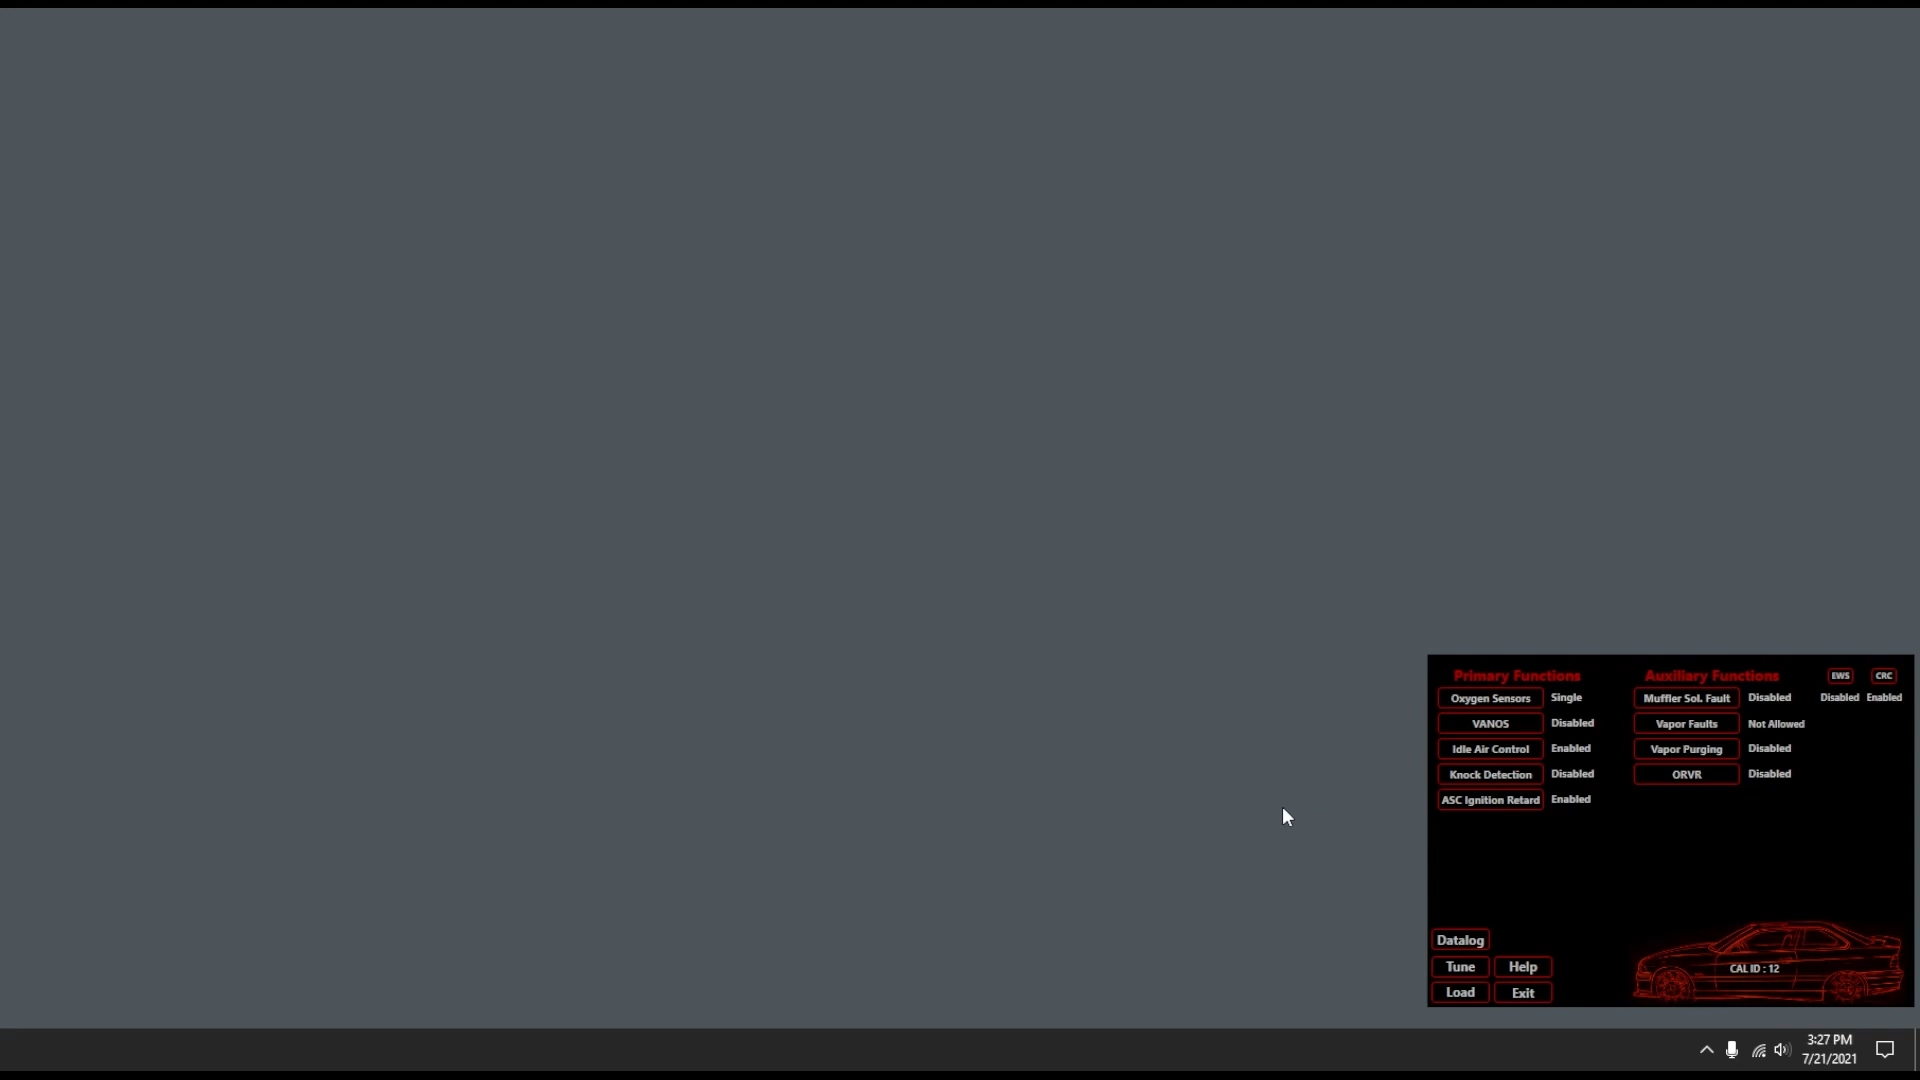 Primary Functions
Oxygen Sensors Single
VANOS Disabled
Idle Air Control Enabled
Knock Detection Disabled
ASC Ignition Retard Enabled
Auxiliary Functions
Muffler Sol. Fault Disabled
Vapor Faults Not Allowed
Vapor Purging Disabled
ORVR Disabled
EWS CRC
Disabled Enabled
Datalog
Tune Help
Load Exit
CAL ID : 12
3:27 PM
7/21/2021